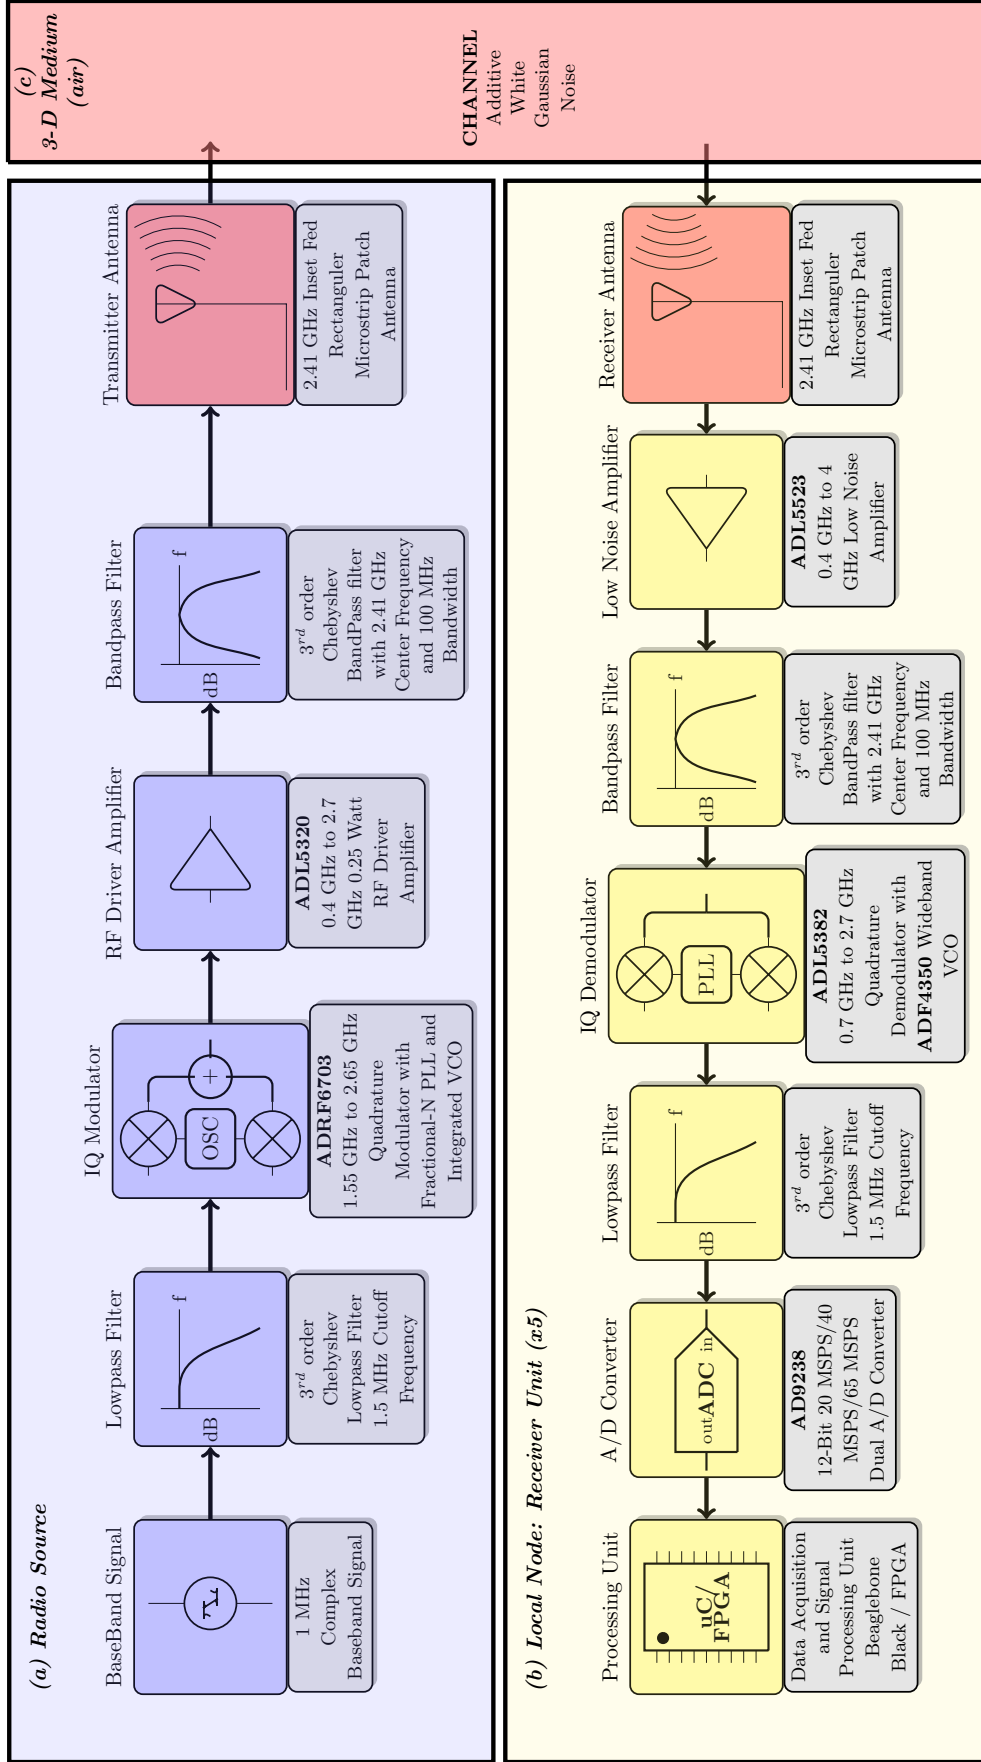 (a) Radio Source
BaseBand Signal
1 MHz
Complex
Baseband Signal
Lowpass Filter
dB
f
3rd order
Chebyshev
Lowpass Filter
1.5 MHz Cutoff
Frequency
IQ Modulator
OSC
+
ADRF6703
1.55 GHz to 2.65 GHz
Quadrature
Modulator with
Fractional-N PLL and
Integrated VCO
RF Driver Amplifier
ADL5320
0.4 GHz to 2.7
GHz 0.25 Watt
RF Driver
Amplifier
Bandpass Filter
dB
f
3rd order
Chebyshev
BandPass filter
with 2.41 GHz
Center Frequency
and 100 MHz
Bandwidth
Transmitter Antenna
2.41 GHz Inset Fed
Rectanguler
Microstrip Patch
Antenna
(c)
3-D Medium
(air)
CHANNEL
Additive
White
Gaussian
Noise
(b) Local Node: Receiver Unit (x5)
Processing Unit
uC/
FPGA
Data Acquisition
and Signal
Processing Unit
Beaglebone
Black / FPGA
A/D Converter
out ADC in
AD9238
12-Bit 20 MSPS/40
MSPS/65 MSPS
Dual A/D Converter
Lowpass Filter
dB
f
3rd order
Chebyshev
Lowpass Filter
1.5 MHz Cutoff
Frequency
IQ Demodulator
PLL
ADL5382
0.7 GHz to 2.7 GHz
Quadrature
Demodulator with
ADF4350 Wideband
VCO
Bandpass Filter
dB
f
3rd order
Chebyshev
BandPass filter
with 2.41 GHz
Center Frequency
and 100 MHz
Bandwidth
Low Noise Amplifier
ADL5523
0.4 GHz to 4
GHz Low Noise
Amplifier
Receiver Antenna
2.41 GHz Inset Fed
Rectanguler
Microstrip Patch
Antenna